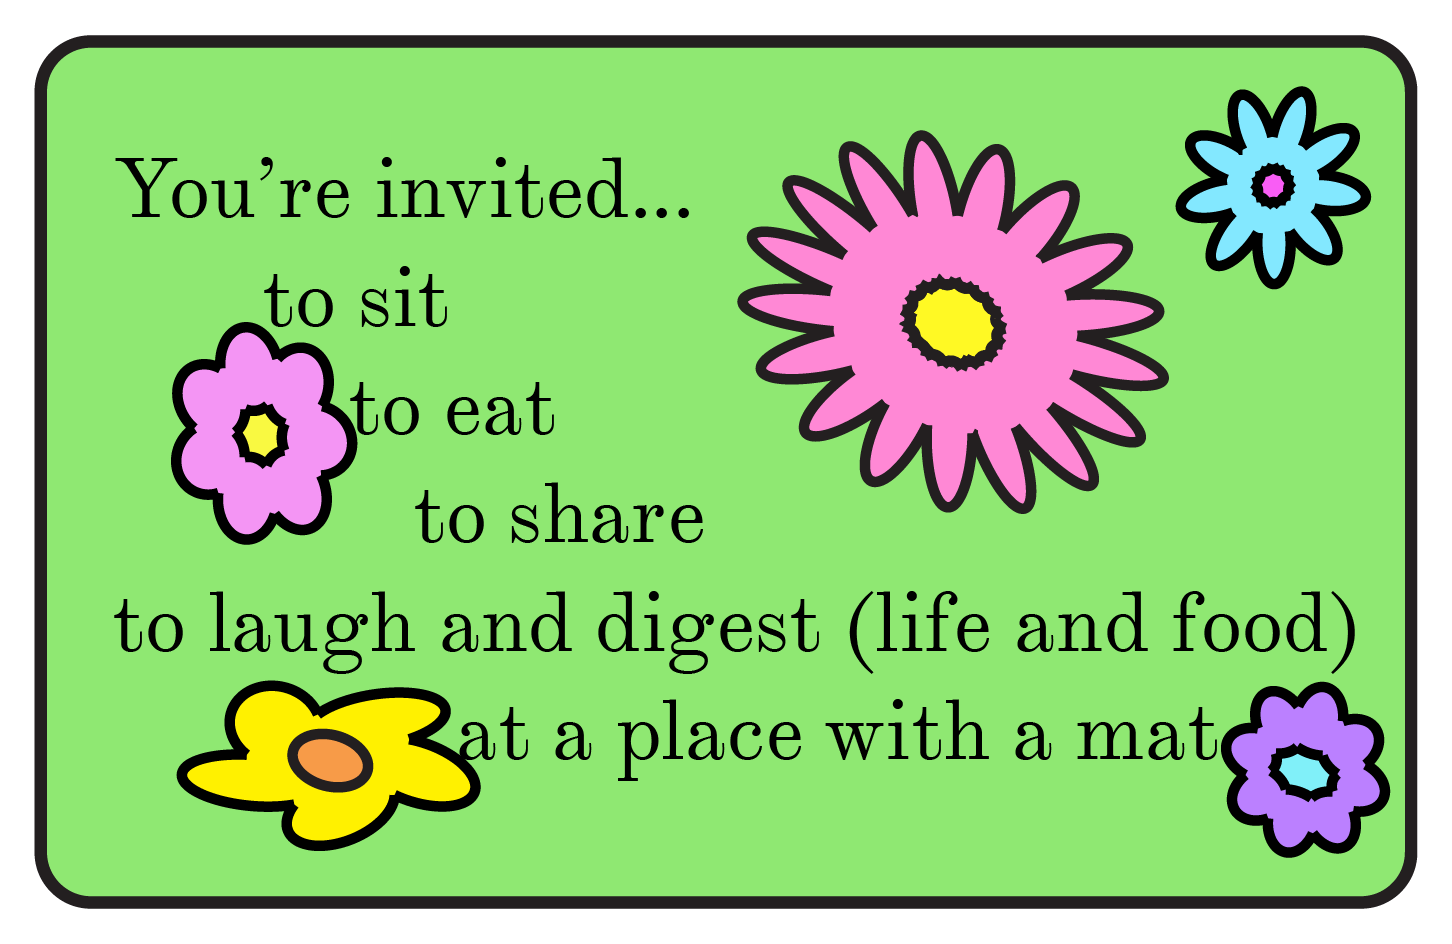 You're invited...
to sit
to eat
to share
to laugh and digest (life and food)
at a place with a mat